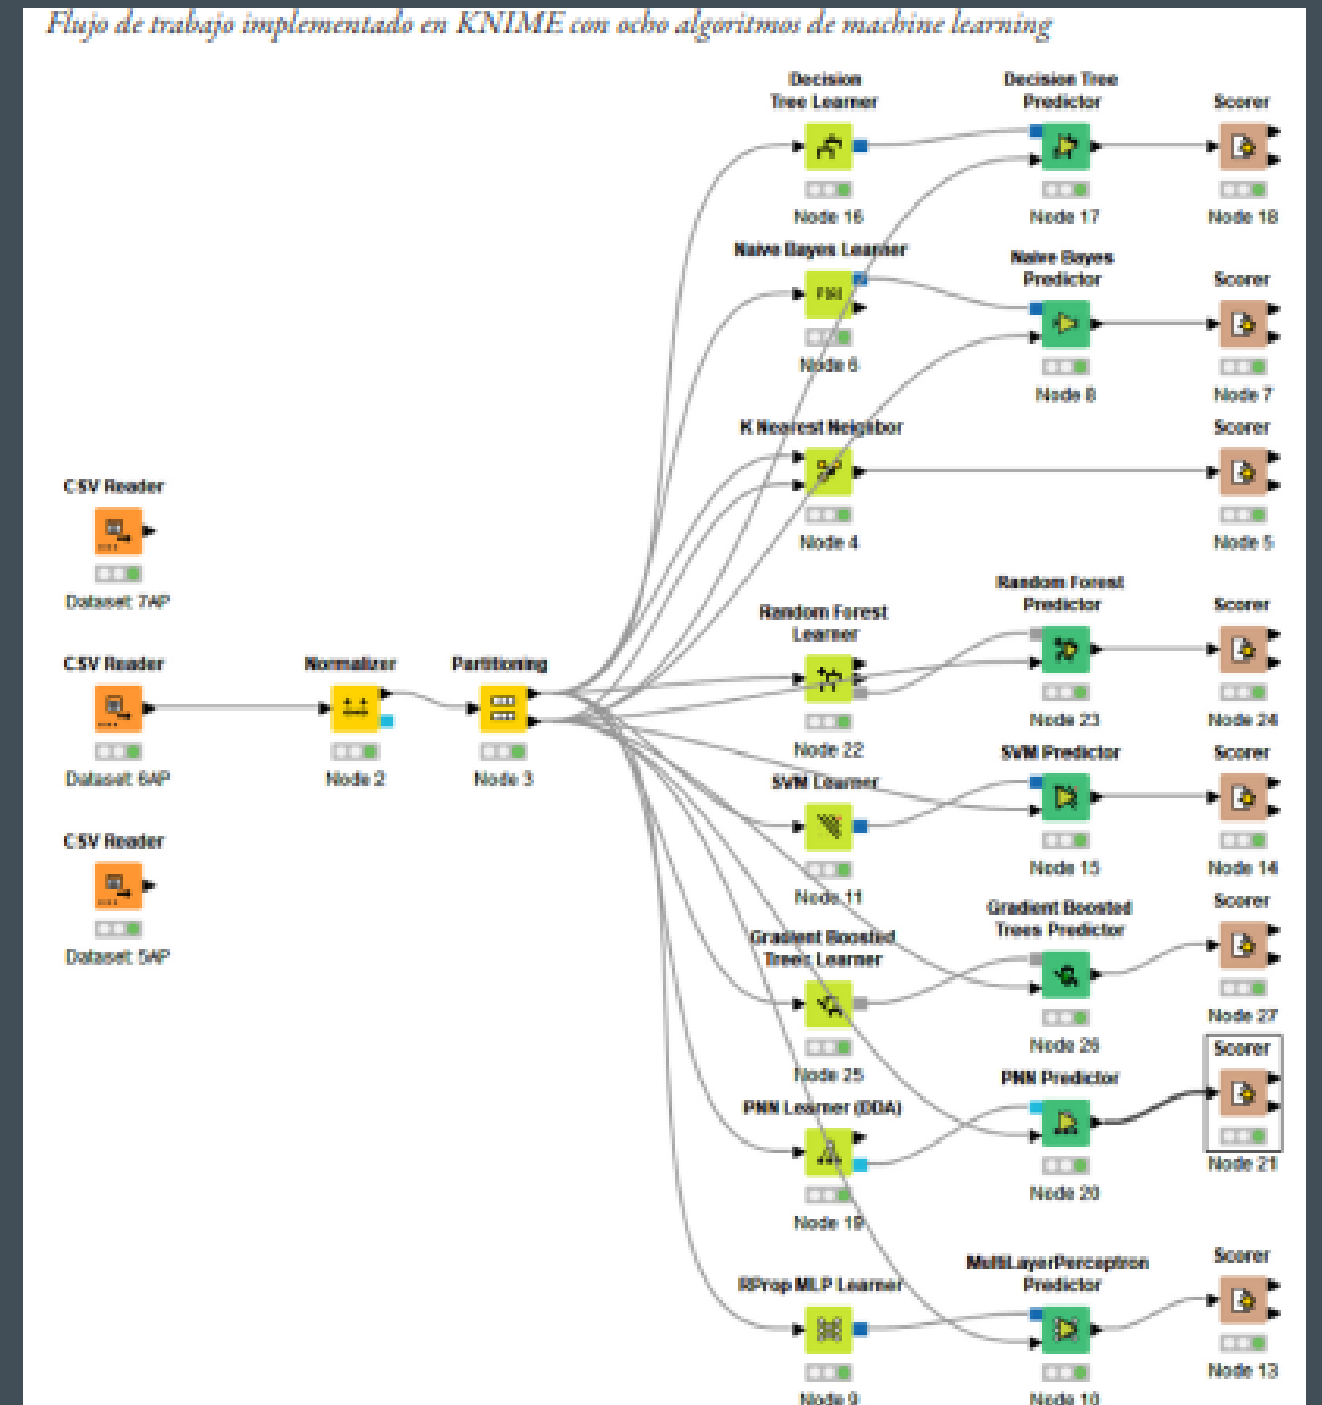 Flujo de trabajo implementado en KNIME con ocho algoritmos de machine learning
Decision
Tree Learner
Node 16
Decision Tree
Predictor
Node 17
Scorer
Node 18
Naive Bayes Learner
Node 6
Naive Bayes
Predictor
Node 8
Scorer
Node 7
K Nearest Neighbor
Node 4
Scorer
Node 5
CSV Reader
Dataset 7AP
CSV Reader
Dataset 6AP
CSV Reader
Dataset 5AP
Normalizer
Node 2
Partitioning
Node 3
Random Forest
Learner
Node 22
Random Forest
Predictor
Node 23
Scorer
Node 24
SVM Learner
Node 11
SVM Predictor
Node 15
Scorer
Node 14
Gradient Boosted
Trees Learner
Node 25
Gradient Boosted
Trees Predictor
Node 26
Scorer
Node 27
PNN Learner (DDA)
Node 19
PNN Predictor
Node 20
Scorer
Node 21
RProp MLP Learner
Node 9
MultiLayerPerceptron
Predictor
Node 10
Scorer
Node 13